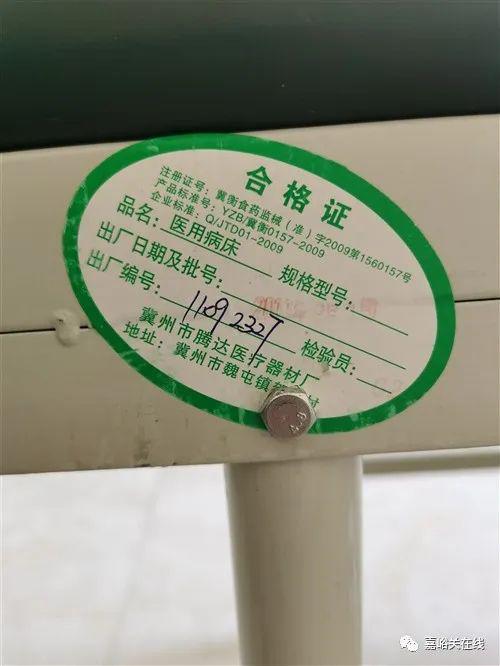 合格证
注册证号：冀衡食药监械（准）字2009第1560157号
产品标准号：YZB/冀衡0157-2009
企业标准：Q/JTD01-2009
品名：医用病床 规格型号：
出厂日期及批号：
出厂编号：11092327 检验员：
冀州市腾达医疗器材厂
地址：冀州市魏屯镇
嘉峪关在线